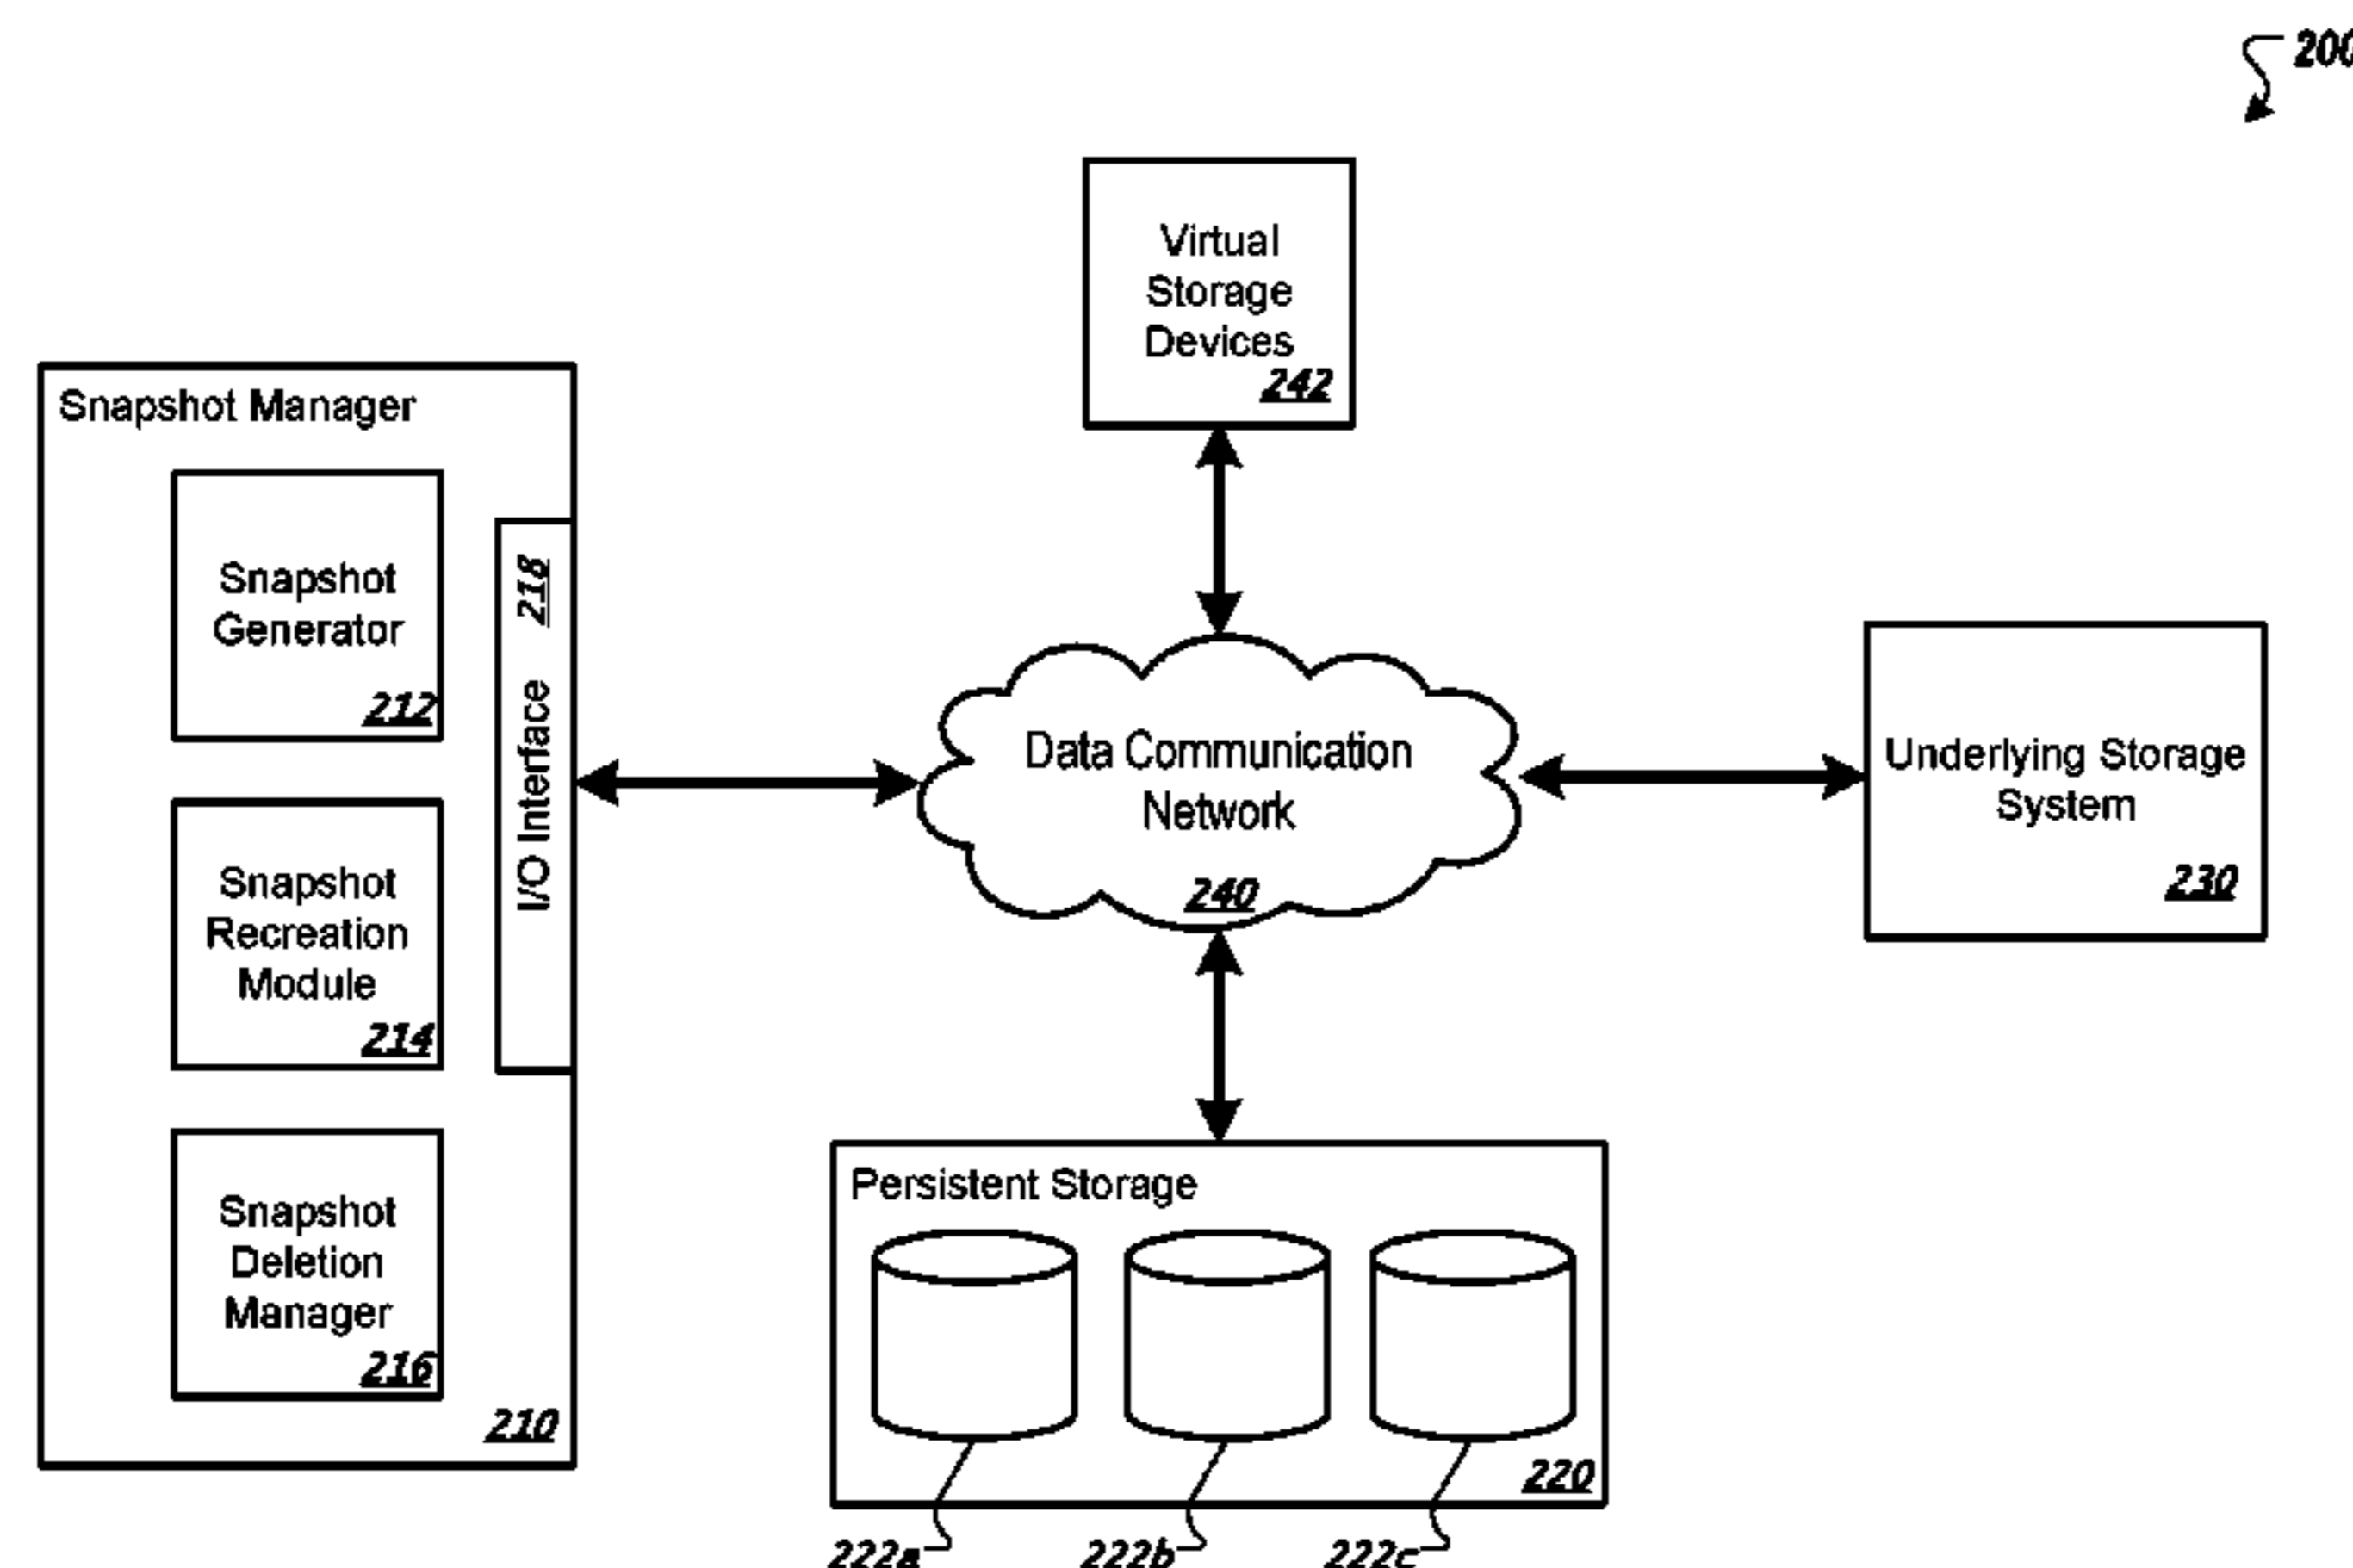 200
Virtual
Storage
Devices
242
Snapshot Manager
Snapshot
Generator
212
Snapshot
Recreation
Module
214
Snapshot
Deletion
Manager
216
210
I/O Interface 218
Data Communication
Network
240
Underlying Storage
System
230
Persistent Storage
220
222a
222b
222c